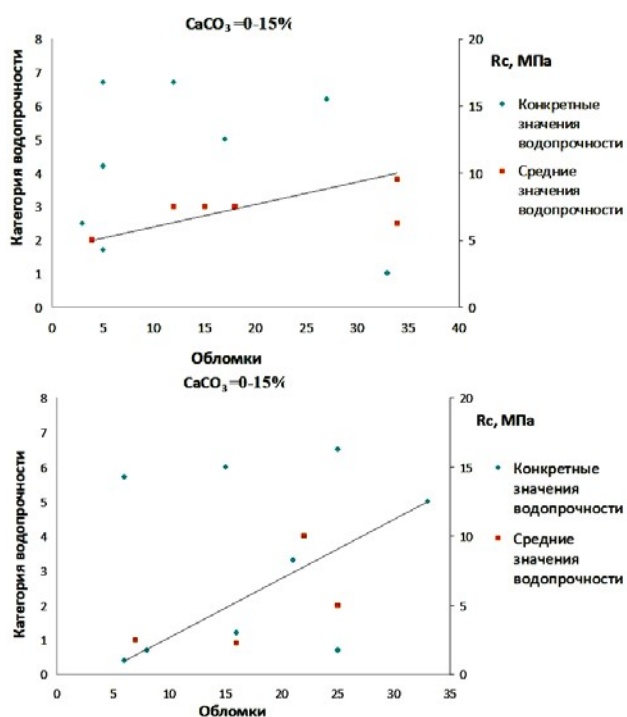 CaCO₃ =0-15%
Категория водопрочности
8
7
6
5
4
3
2
1
0
20
15
10
5
0
0
5
10
15
20
25
30
35
40
Обломки
Rc, МПа
Конкретные
значения
водопрочности
Средние
значения
водопрочности
CaCO₃ =0-15%
Категория водопрочности
8
7
6
5
4
3
2
1
0
20
15
10
5
0
0
5
10
15
20
25
30
35
Обломки
Rc, МПа
Конкретные
значения
водопрочности
Средние
значения
водопрочности